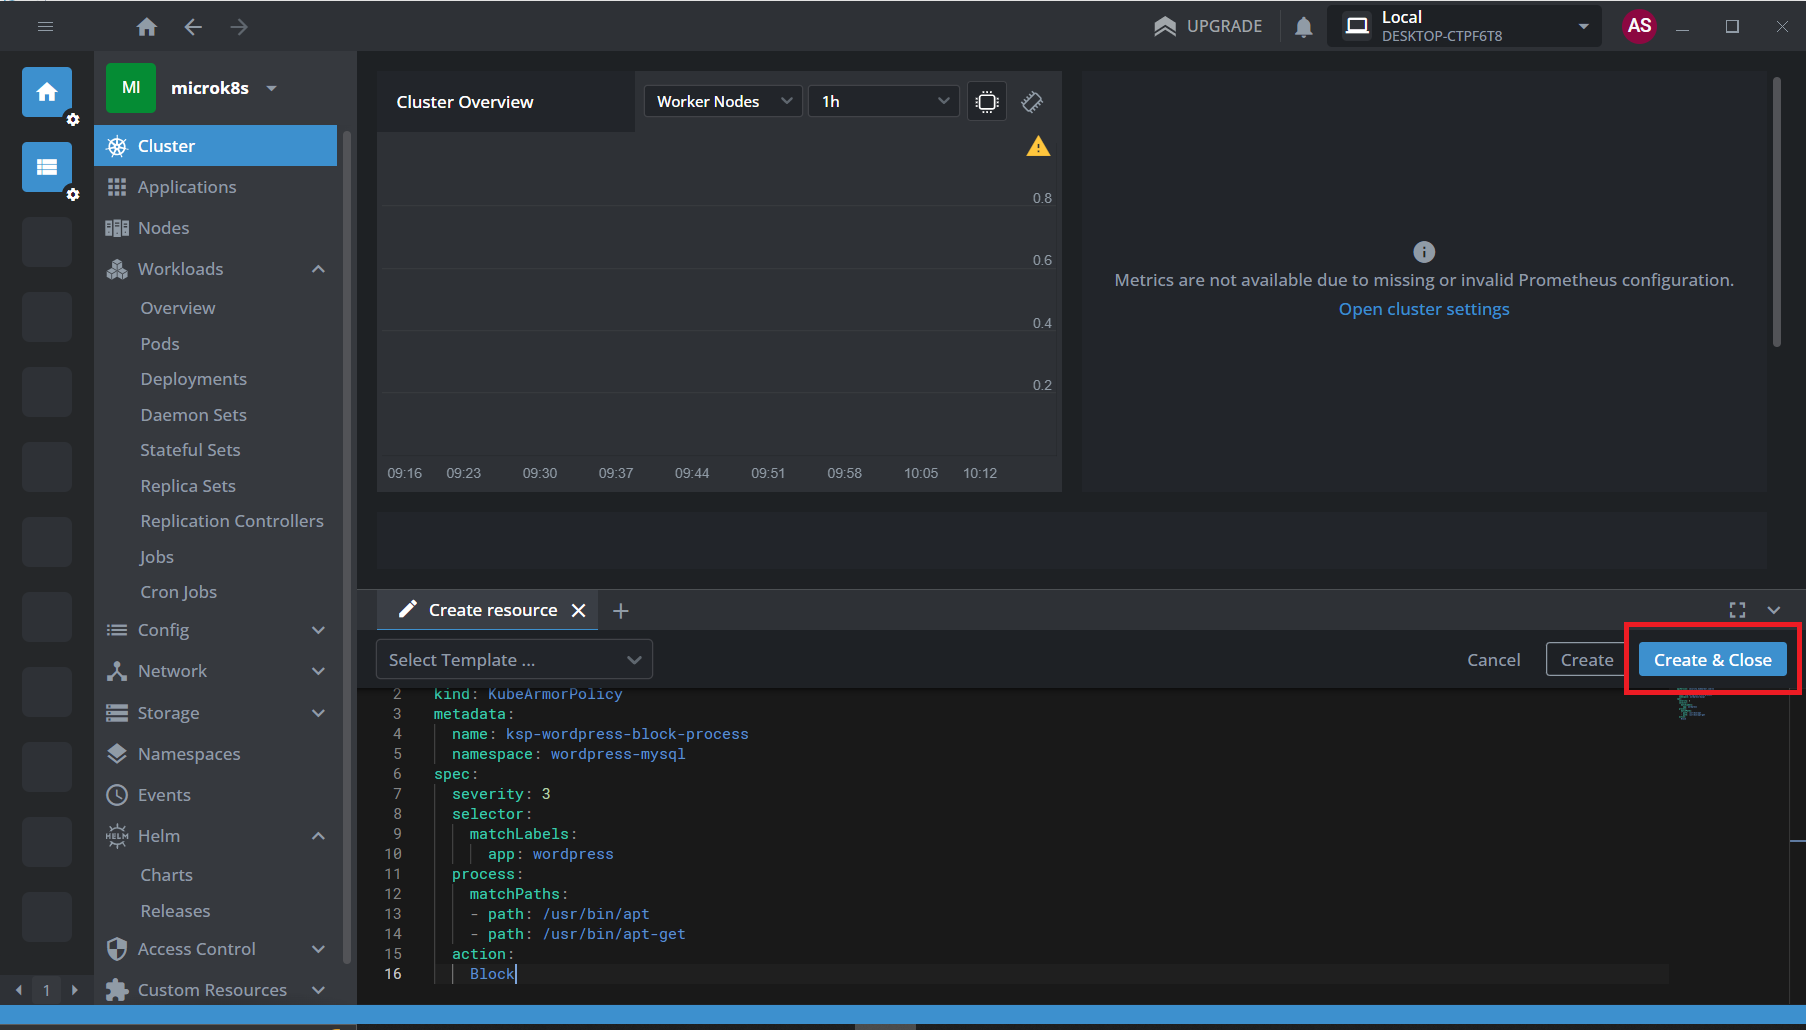 UPGRADE
Local
DESKTOP-CTPF6T8
AS
MI
microk8s
Cluster
Applications
Nodes
Workloads
Overview
Pods
Deployments
Daemon Sets
Stateful Sets
Replica Sets
Replication Controllers
Jobs
Cron Jobs
Config
Network
Storage
Namespaces
Events
HELM
Helm
Charts
Releases
Access Control
Custom Resources
1
Cluster Overview
Worker Nodes
1h
0.8
0.6
0.4
0.2
09:16 09:23 09:30 09:37 09:44 09:51 09:58 10:05 10:12
Metrics are not available due to missing or invalid Prometheus configuration.
Open cluster settings
Create resource
Select Template ...
Cancel
Create
Create & Close
2 kind: KubeArmorPolicy
3 metadata:
4 name: ksp-wordpress-block-process
5 namespace: wordpress-mysql
6 spec:
7 severity: 3
8 selector:
9 matchLabels:
10 app: wordpress
11 process:
12 matchPaths:
13 - path: /usr/bin/apt
14 - path: /usr/bin/apt-get
15 action:
16 Block